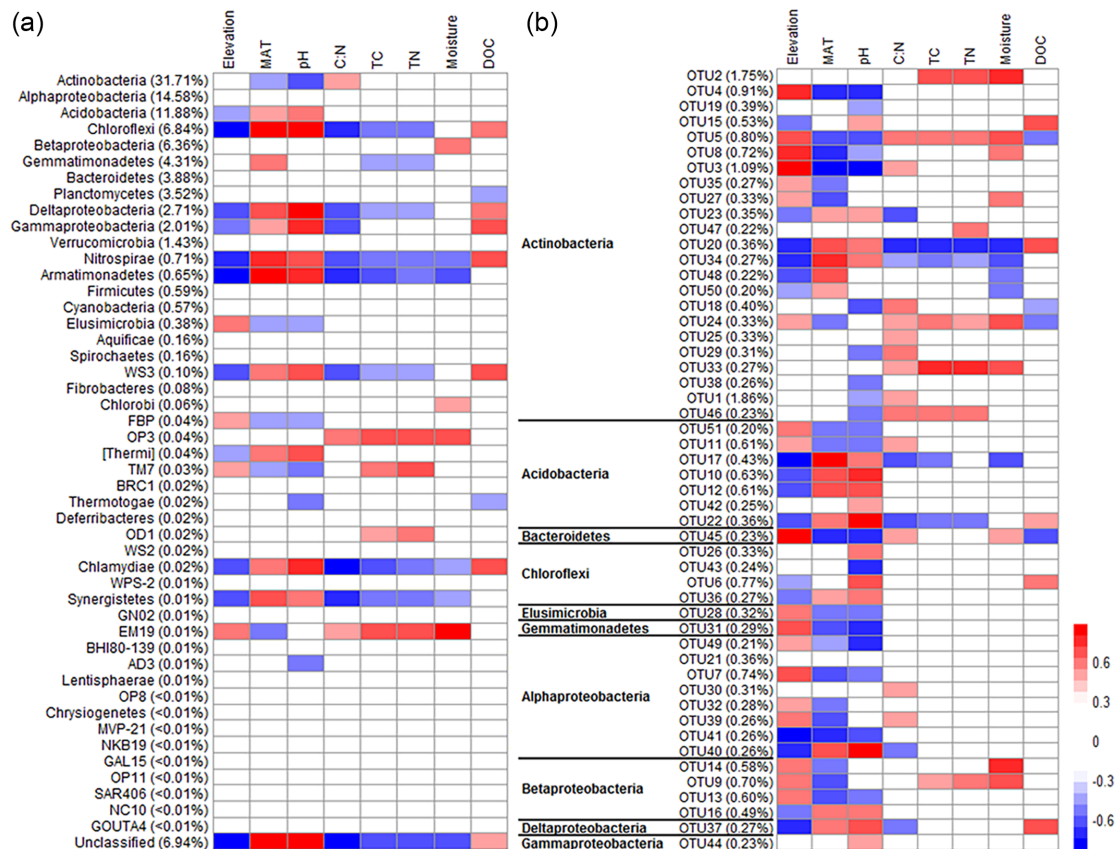 (a)
Elevation MAT pH C:N TC TN Moisture DOC
Actinobacteria (31.71%)
Alphaproteobacteria (14.58%)
Acidobacteria (11.88%)
Chloroflexi (6.84%)
Betaproteobacteria (6.36%)
Gemmatimonadetes (4.31%)
Bacteroidetes (3.88%)
Planctomycetes (3.52%)
Deltaproteobacteria (2.71%)
Gammaproteobacteria (2.01%)
Verrucomicrobia (1.43%)
Nitrospirae (0.71%)
Armatimonadetes (0.65%)
Firmicutes (0.59%)
Cyanobacteria (0.57%)
Elusimicrobia (0.38%)
Aquificae (0.16%)
Spirochaetes (0.16%)
WS3 (0.10%)
Fibrobacteres (0.08%)
Chlorobi (0.06%)
FBP (0.04%)
OP3 (0.04%)
[Thermi] (0.04%)
TM7 (0.03%)
BRC1 (0.02%)
Thermotogae (0.02%)
Deferribacteres (0.02%)
OD1 (0.02%)
WS2 (0.02%)
Chlamydiae (0.02%)
WPS-2 (0.01%)
Synergistetes (0.01%)
GN02 (0.01%)
EM19 (0.01%)
BHI80-139 (0.01%)
AD3 (0.01%)
Lentisphaerae (0.01%)
OP8 (<0.01%)
Chrysiogenetes (<0.01%)
MVP-21 (<0.01%)
NKB19 (<0.01%)
GAL15 (<0.01%)
OP11 (<0.01%)
SAR406 (<0.01%)
NC10 (<0.01%)
GOUTA4 (<0.01%)
Unclassified (6.94%)
(b)
Elevation MAT pH C:N TC TN Moisture DOC
Actinobacteria
OTU2 (1.75%)
OTU4 (0.91%)
OTU19 (0.39%)
OTU15 (0.53%)
OTU5 (0.80%)
OTU8 (0.72%)
OTU3 (1.09%)
OTU35 (0.27%)
OTU27 (0.33%)
OTU23 (0.35%)
OTU47 (0.22%)
OTU20 (0.36%)
OTU34 (0.27%)
OTU48 (0.22%)
OTU50 (0.20%)
OTU18 (0.40%)
OTU24 (0.33%)
OTU25 (0.33%)
OTU29 (0.31%)
OTU33 (0.27%)
OTU38 (0.26%)
OTU1 (1.86%)
OTU46 (0.23%)
Acidobacteria
OTU51 (0.20%)
OTU11 (0.61%)
OTU17 (0.43%)
OTU10 (0.63%)
OTU12 (0.61%)
OTU42 (0.25%)
OTU22 (0.36%)
Bacteroidetes
OTU45 (0.23%)
Chloroflexi
OTU26 (0.33%)
OTU43 (0.24%)
OTU6 (0.77%)
OTU36 (0.27%)
Elusimicrobia
OTU28 (0.32%)
Gemmatimonadetes
OTU31 (0.29%)
Alphaproteobacteria
OTU49 (0.21%)
OTU21 (0.36%)
OTU7 (0.74%)
OTU30 (0.31%)
OTU32 (0.28%)
OTU39 (0.26%)
OTU41 (0.26%)
OTU40 (0.26%)
Betaproteobacteria
OTU14 (0.58%)
OTU9 (0.70%)
OTU13 (0.60%)
OTU16 (0.49%)
Deltaproteobacteria
OTU37 (0.27%)
Gammaproteobacteria
OTU44 (0.23%)
0.6
0.3
0
-0.3
-0.6